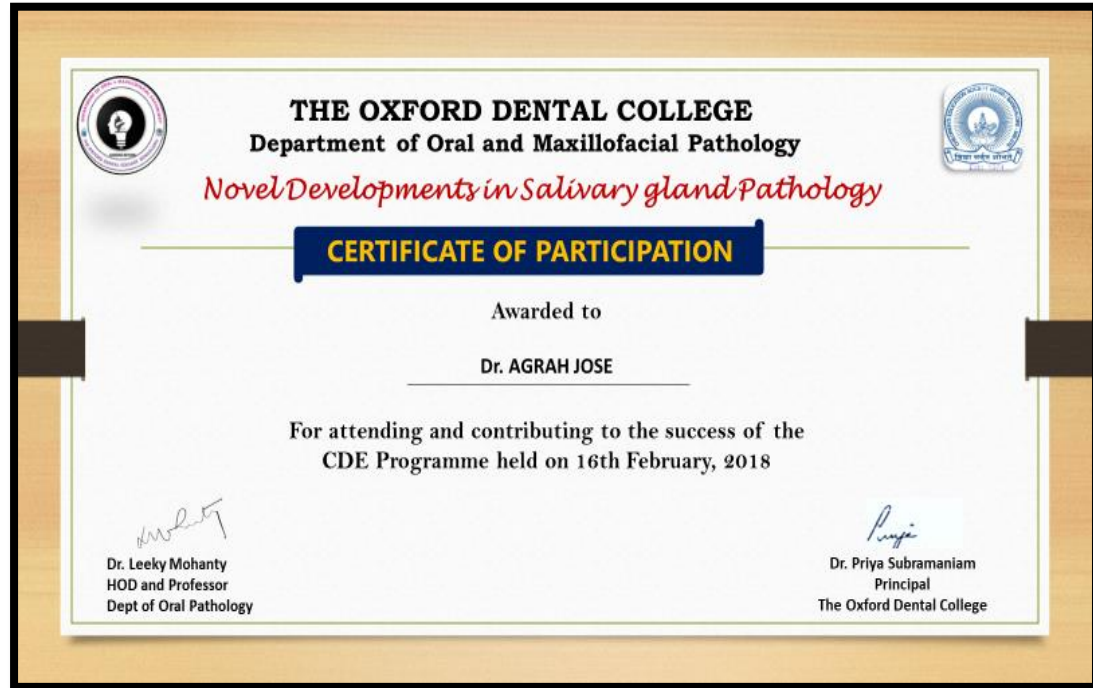 THE OXFORD DENTAL COLLEGE
Department of Oral and Maxillofacial Pathology
Novel Developments in Salivary gland Pathology
CERTIFICATE OF PARTICIPATION
Awarded to
Dr. AGRAH JOSE
For attending and contributing to the success of the
CDE Programme held on 16th February, 2018
Dr. Leeky Mohanty
HOD and Professor
Dept of Oral Pathology
Dr. Priya Subramaniam
Principal
The Oxford Dental College